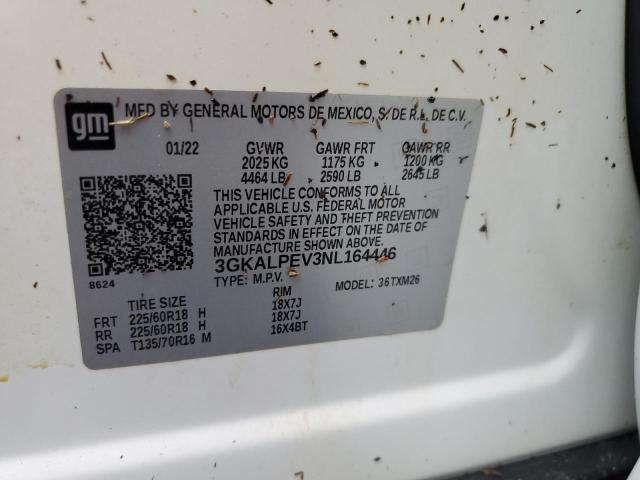 gm
MFD BY GENERAL MOTORS DE MEXICO, S. DE R.L. DE C.V.
01/22 GVWR GAWR FRT GAWR RR
2025 KG 1175 KG 1200 KG
4464 LB 2590 LB 2645 LB
THIS VEHICLE CONFORMS TO ALL
APPLICABLE U.S. FEDERAL MOTOR
VEHICLE SAFETY AND THEFT PREVENTION
STANDARDS IN EFFECT ON THE DATE OF
MANUFACTURE SHOWN ABOVE.
8624
3GKALPEV3NL164446
TYPE: M.P.V. MODEL: 36TXM26
TIRE SIZE RIM
FRT 225/60R18 H 18X7J
RR 225/60R18 H 18X7J
SPA T135/70R16 M 16X4BT